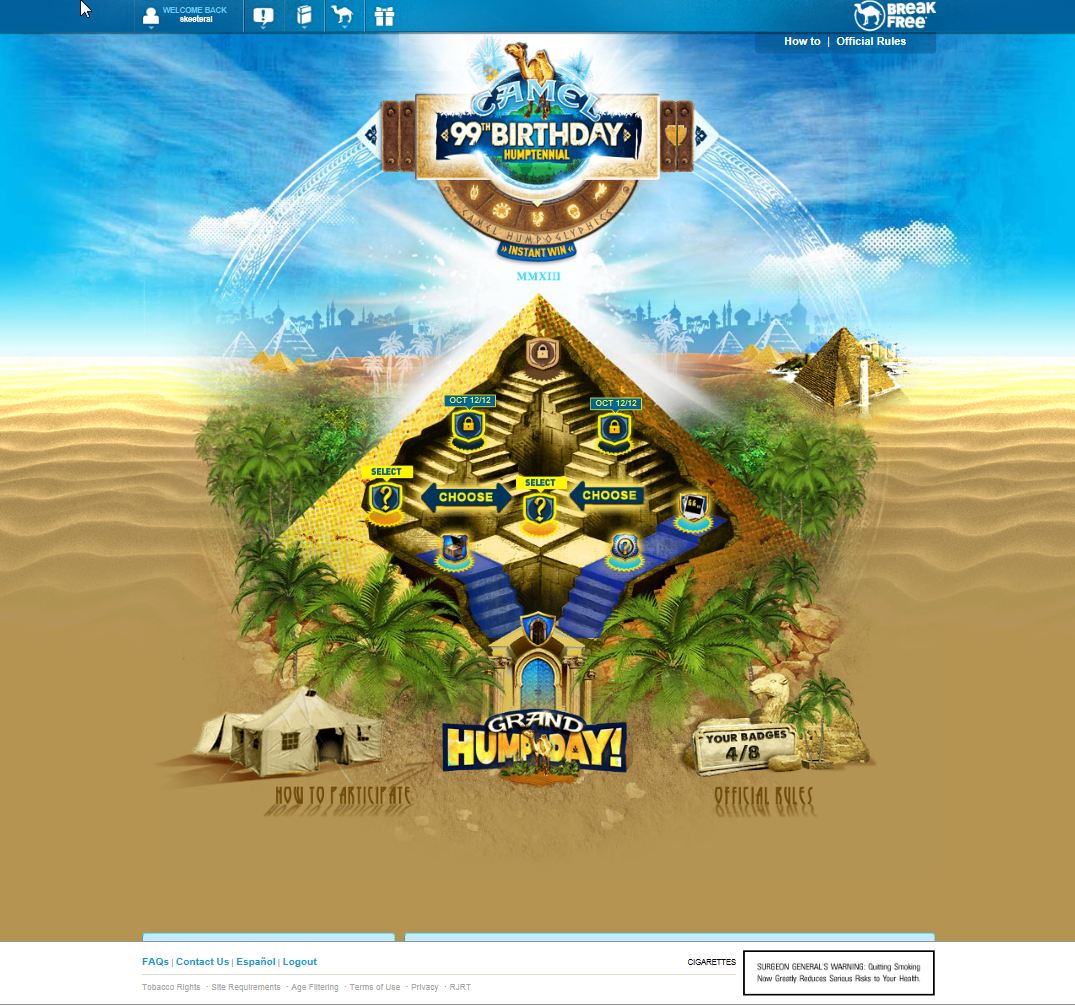 WELCOME BACK
skeeteral
BREAK
FREE
How to | Official Rules
CAMEL
99TH BIRTHDAY
HUMPTENNIAL
CAMEL HUMPOGLYPHICS
» INSTANT WIN «
MMXIII
OCT 12/12
OCT 12/12
SELECT
SELECT
?
CHOOSE
?
CHOOSE
?
GRAND
HUMP DAY!
YOUR BADGES
4/8
HOW TO PARTICIPATE
OFFICIAL RULES
FAQs | Contact Us | Español | Logout
CIGARETTES
SURGEON GENERAL'S WARNING: Quitting Smoking
Now Greatly Reduces Serious Risks to Your Health.
Tobacco Rights · Site Requirements · Age Filtering · Terms of Use · Privacy · RJRT